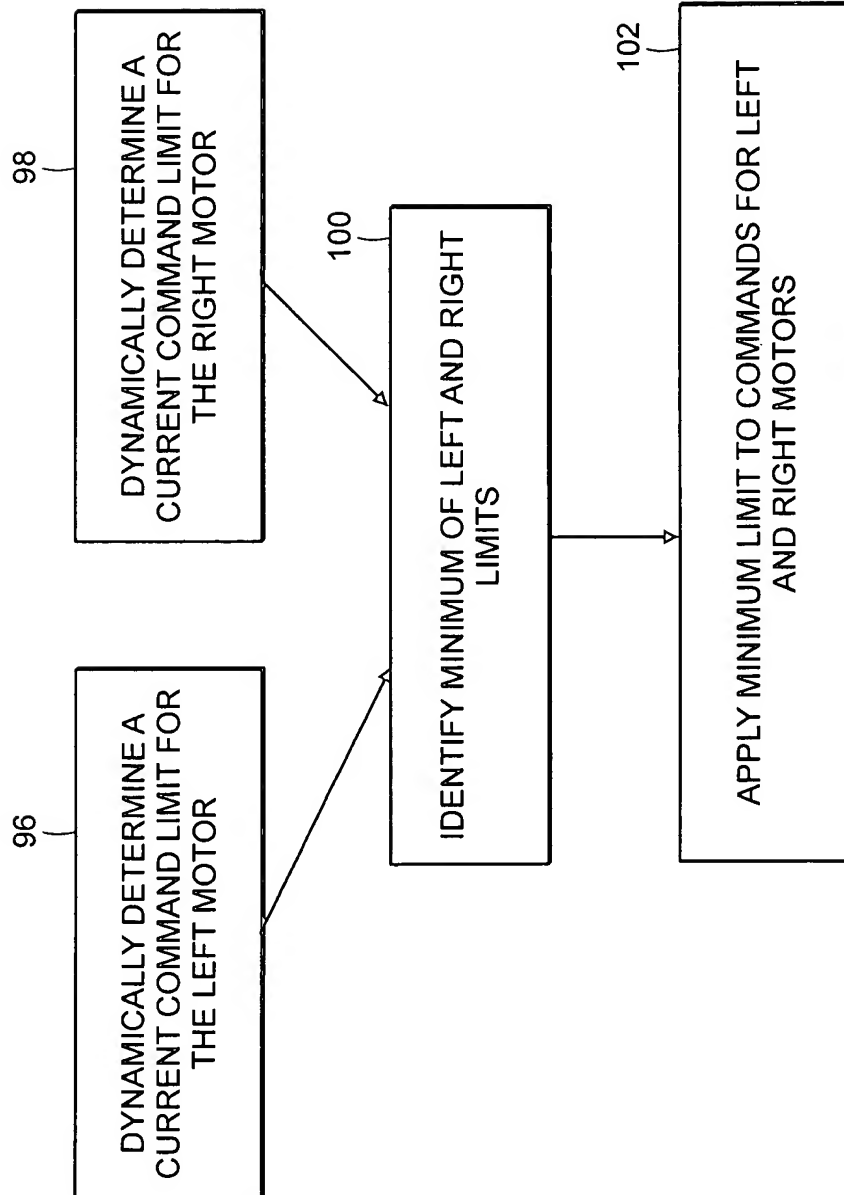 96
DYNAMICALLY DETERMINE A
CURRENT COMMAND LIMIT FOR
THE LEFT MOTOR
98
DYNAMICALLY DETERMINE A
CURRENT COMMAND LIMIT FOR
THE RIGHT MOTOR
100
IDENTIFY MINIMUM OF LEFT AND RIGHT
LIMITS
102
APPLY MINIMUM LIMIT TO COMMANDS FOR LEFT
AND RIGHT MOTORS